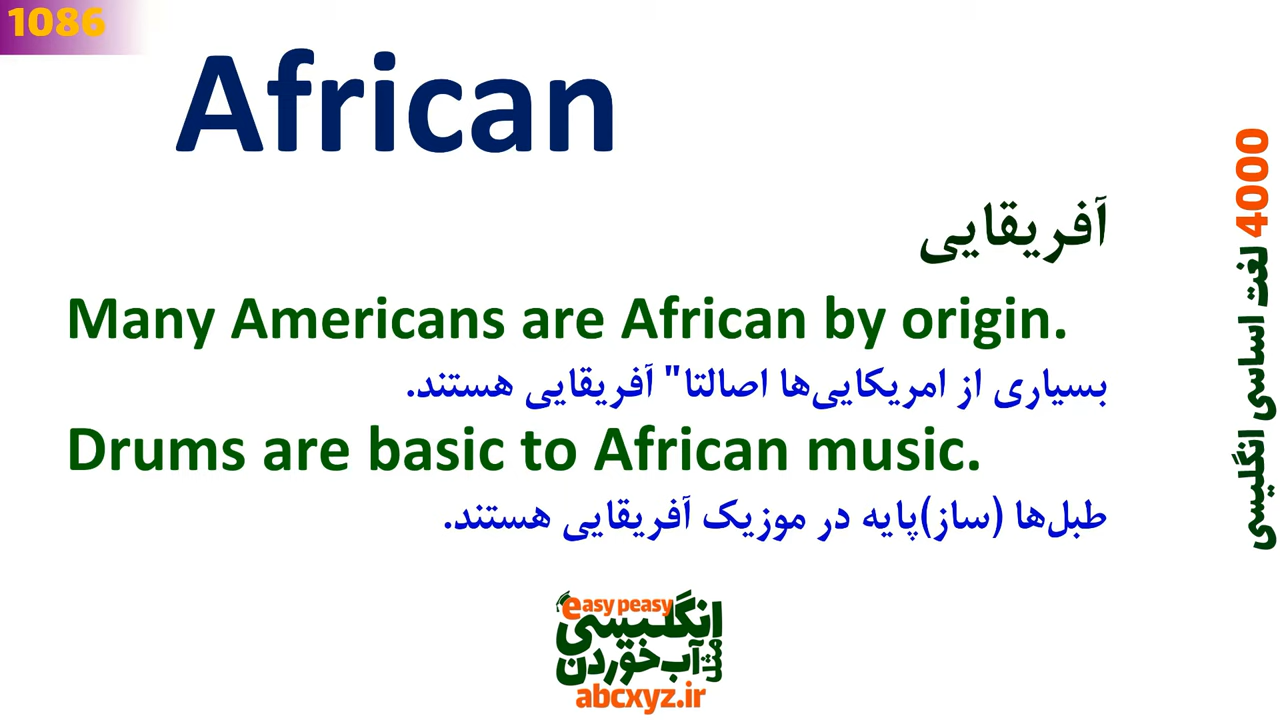 1086
African
آفریقایی
Many Americans are African by origin.
بسیاری از امریکایی‌ها اصالتا" آفریقایی هستند.
Drums are basic to African music.
طبل‌ها (ساز)پایه در موزیک آفریقایی هستند.
4000 لغت اساسی انگلیسی
easy peasy
انگلیسی
مثل آب خوردن
abcxyz.ir